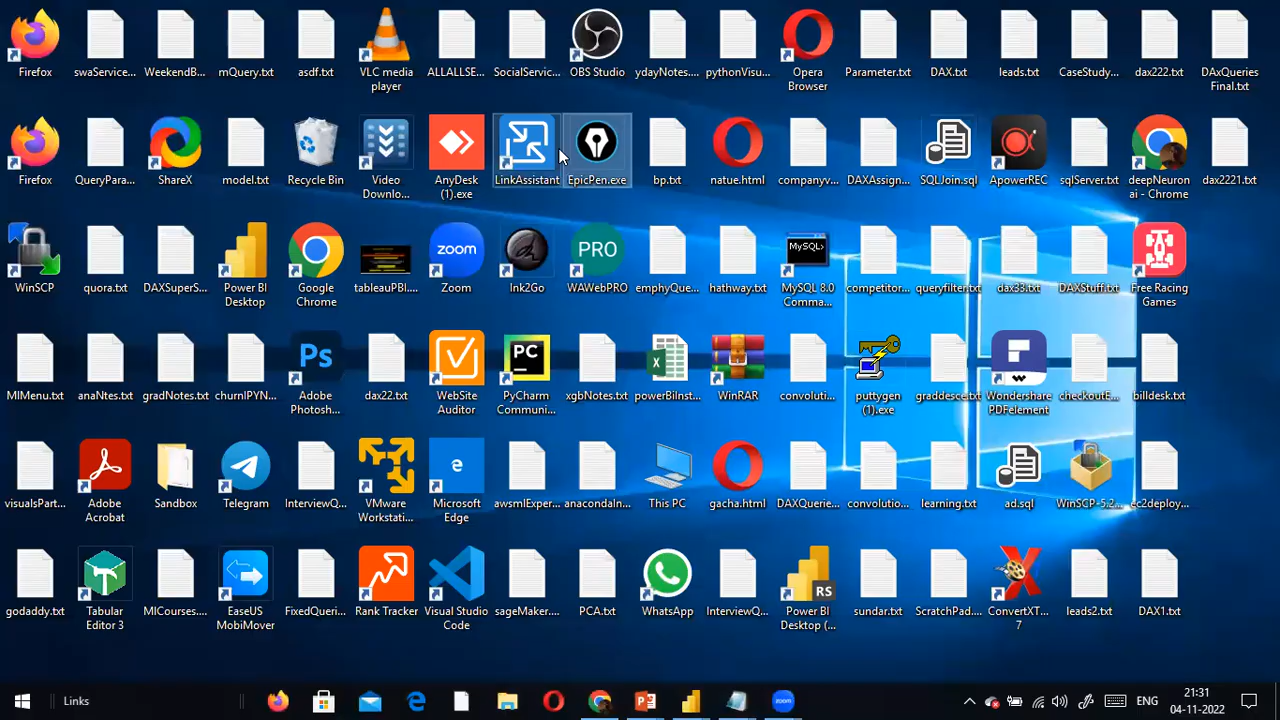 Firefox
swaService...
WeekendB...
mQuery.txt
asdf.txt
VLC media
player
ALLALLSE...
SocialServic...
OBS Studio
ydayNotes....
pythonVisu...
Opera
Browser
Parameter.txt
DAX.txt
leads.txt
CaseStudy...
dax222.txt
DAxQueries
Final.txt
Firefox
QueryPara...
ShareX
model.txt
Recycle Bin
Video
Downlo...
AnyDesk
(1).exe
LinkAssistant
EpicPen.exe
bp.txt
natue.html
companyv...
DAXAssign...
SQLJoin.sql
ApowerREC
sqlServer.txt
deepNeuron
ai - Chrome
dax2221.txt
WinSCP
quora.txt
DAXSuperS...
Power BI
Desktop
Google
Chrome
tableauPBI....
zoom
Zoom
Ink2Go
PRO
WAWebPRO
emphyQue...
hathway.txt
MySQL>
MySQL 8.0
Comma...
competitor...
queryfilter.txt
dax33.txt
DAXStuff.txt
Free Racing
Games
MIMenu.txt
anaNtes.txt
gradNotes.txt
churnIPYN...
Ps
Adobe
Photosh...
dax22.txt
WebSite
Auditor
PC
PyCharm
Communi...
xgbNotes.txt
powerBiInst...
WinRAR
convoluti...
puttygen
(1).exe
graddesce.txt
Wondershare
PDFelement
checkoutE...
billdesk.txt
visualsPart...
Adobe
Acrobat
Sandbox
Telegram
InterviewQ...
VMware
Workstati...
Microsoft
Edge
awsmlExper...
anacondaIn...
This PC
gacha.html
DAXQuerie...
convolutio...
learning.txt
ad.sql
WinSCP-5.2...
ec2deploy...
godaddy.txt
Tabular
Editor 3
MICourses....
EaseUS
MobiMover
FixedQueri...
Rank Tracker
Visual Studio
Code
sageMaker....
PCA.txt
WhatsApp
InterviewQ...
RS
Power BI
Desktop (...
sundar.txt
ScratchPad....
ConvertXT...
7
leads2.txt
DAX1.txt
Links
zoom
ENG
21:31
04-11-2022